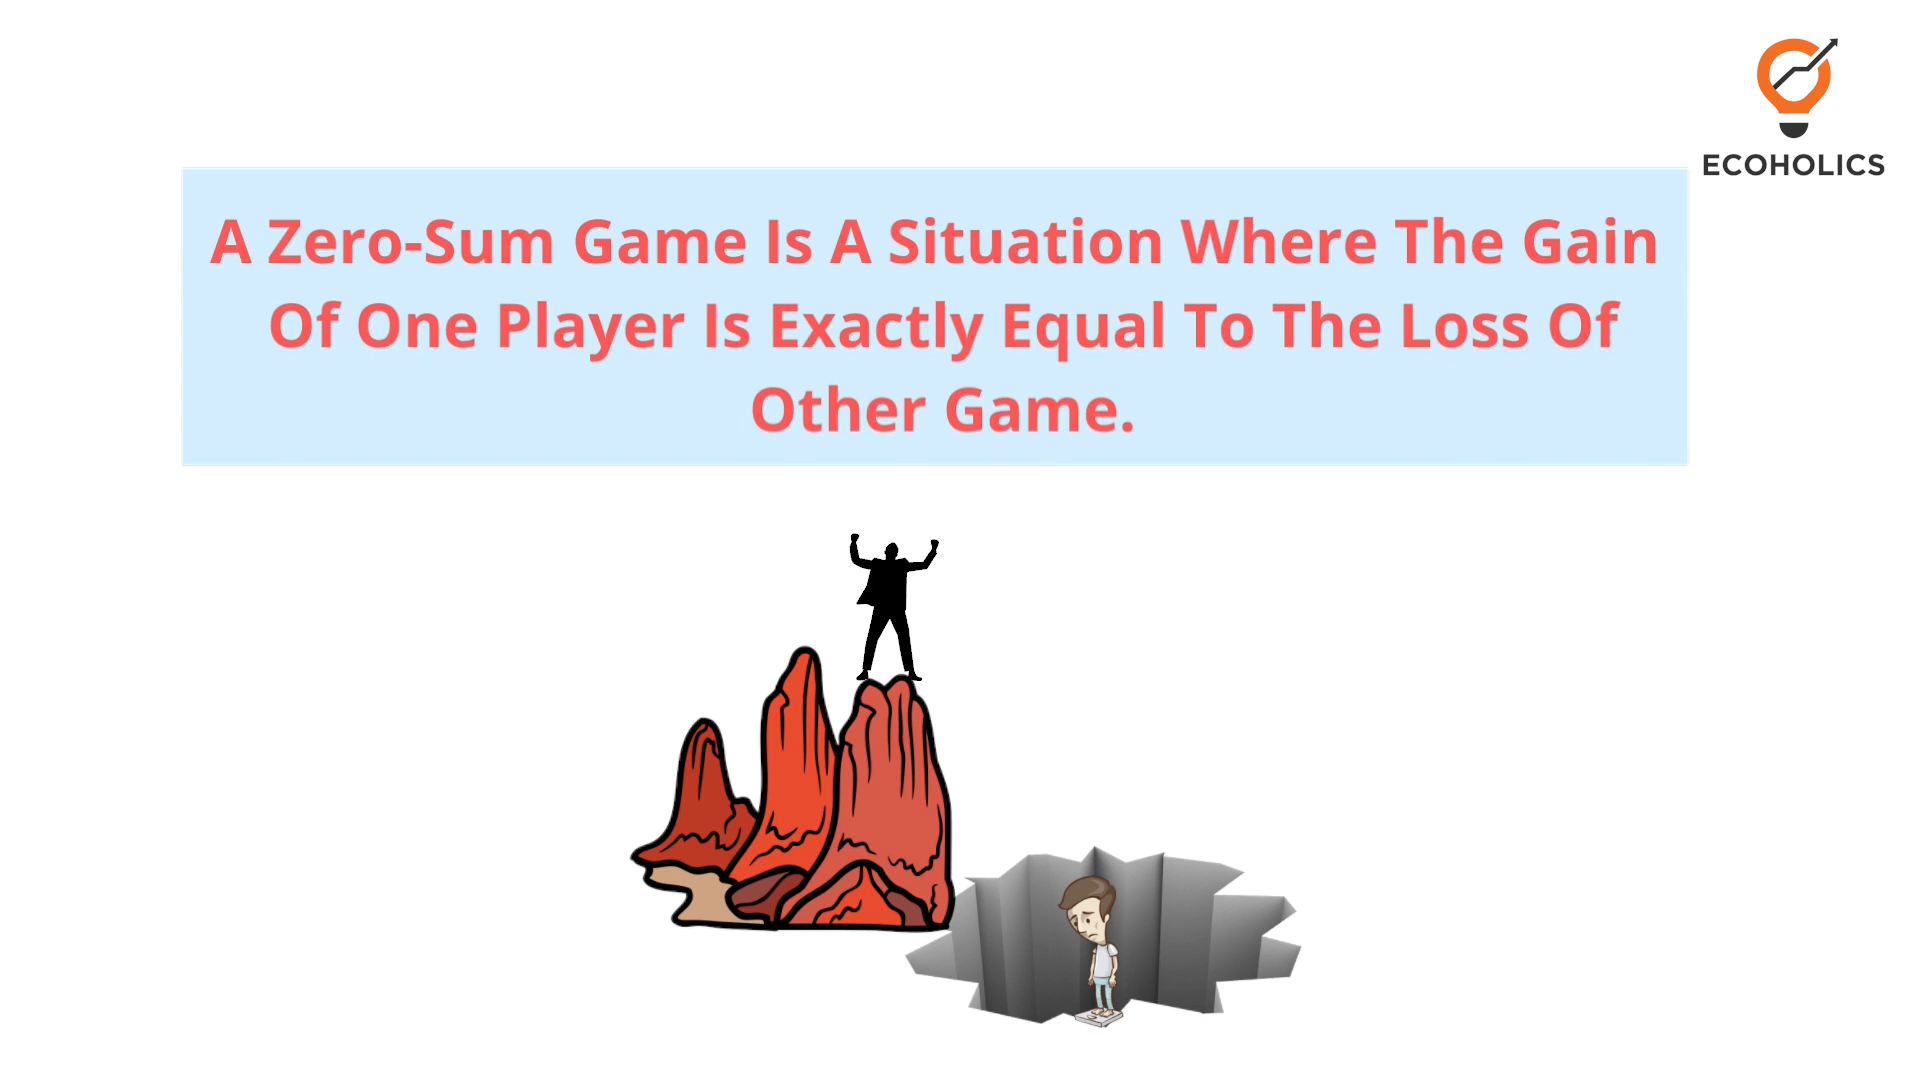 ECOHOLICS
A Zero-Sum Game Is A Situation Where The Gain
Of One Player Is Exactly Equal To The Loss Of
Other Game.